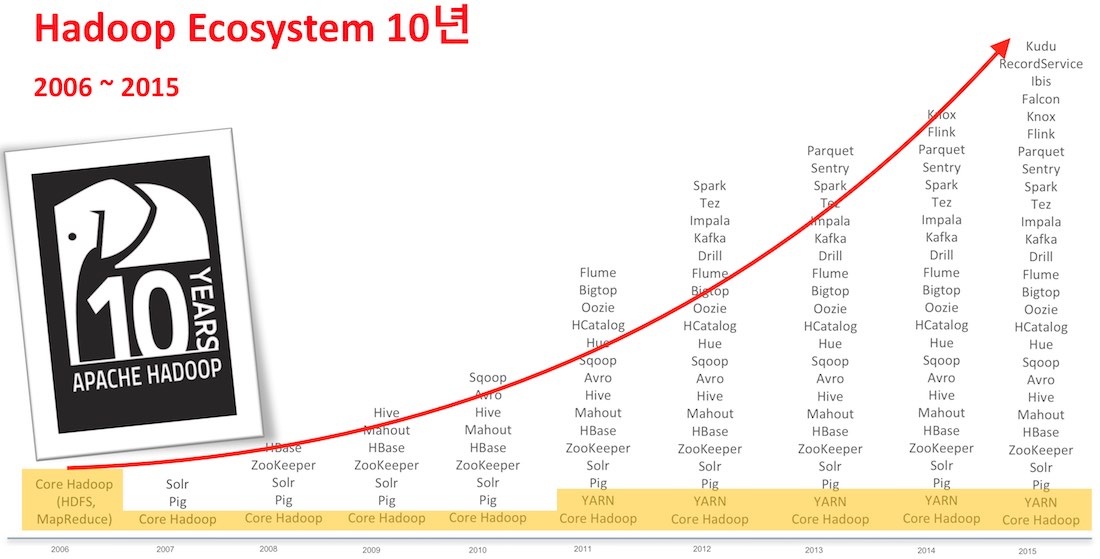 Hadoop Ecosystem 10년
2006 ~ 2015
10
YEARS
APACHE HADOOP
Core Hadoop
(HDFS,
MapReduce)
2006
Solr
Pig
Core Hadoop
2007
HBase
ZooKeeper
Solr
Pig
Core Hadoop
2008
Hive
Mahout
HBase
ZooKeeper
Solr
Pig
Core Hadoop
2009
Sqoop
Avro
Hive
Mahout
HBase
ZooKeeper
Solr
Pig
Core Hadoop
2010
Flume
Bigtop
Oozie
HCatalog
Hue
Sqoop
Avro
Hive
Mahout
HBase
ZooKeeper
Solr
Pig
YARN
Core Hadoop
2011
Spark
Tez
Impala
Kafka
Drill
Flume
Bigtop
Oozie
HCatalog
Hue
Sqoop
Avro
Hive
Mahout
HBase
ZooKeeper
Solr
Pig
YARN
Core Hadoop
2012
Parquet
Sentry
Spark
Tez
Impala
Kafka
Drill
Flume
Bigtop
Oozie
HCatalog
Hue
Sqoop
Avro
Hive
Mahout
HBase
ZooKeeper
Solr
Pig
YARN
Core Hadoop
2013
Knox
Flink
Parquet
Sentry
Spark
Tez
Impala
Kafka
Drill
Flume
Bigtop
Oozie
HCatalog
Hue
Sqoop
Avro
Hive
Mahout
HBase
ZooKeeper
Solr
Pig
YARN
Core Hadoop
2014
Kudu
RecordService
Ibis
Falcon
Knox
Flink
Parquet
Sentry
Spark
Tez
Impala
Kafka
Drill
Flume
Bigtop
Oozie
HCatalog
Hue
Sqoop
Avro
Hive
Mahout
HBase
ZooKeeper
Solr
Pig
YARN
Core Hadoop
2015